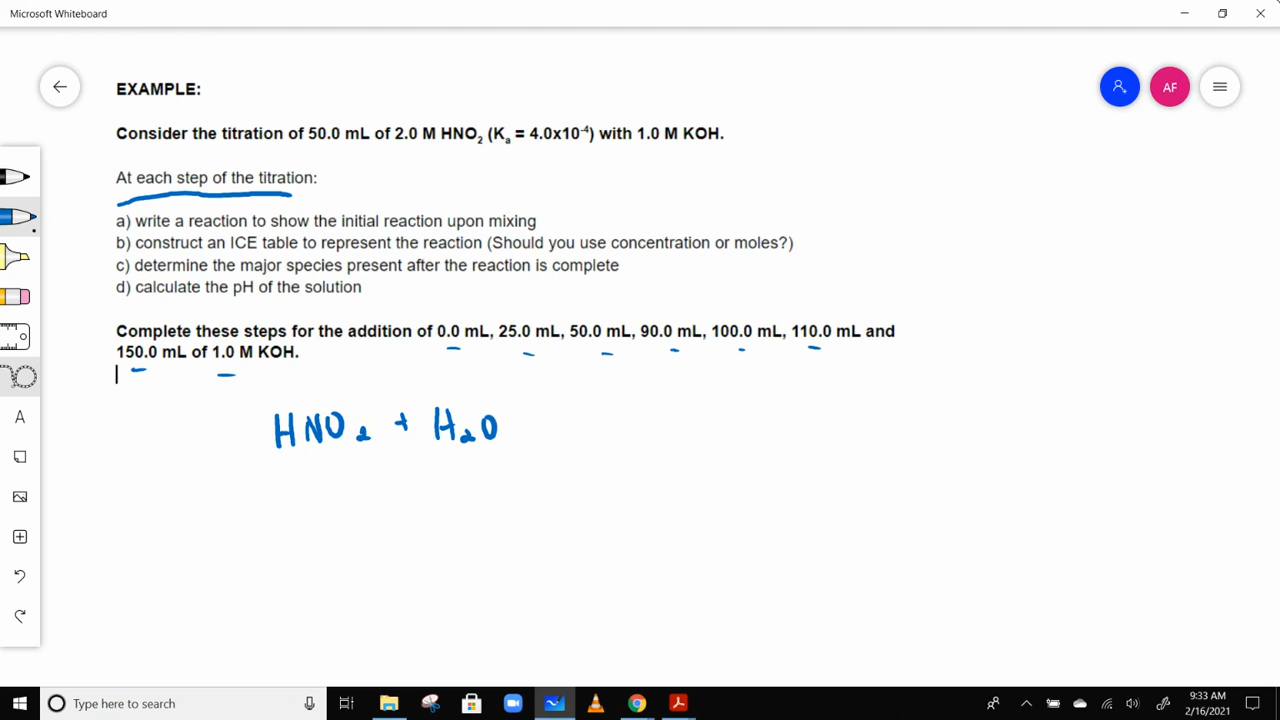 Microsoft Whiteboard
EXAMPLE:
AF
Consider the titration of 50.0 mL of 2.0 M HNO₂ (Kₐ = 4.0x10⁻⁴) with 1.0 M KOH.
At each step of the titration:
a) write a reaction to show the initial reaction upon mixing
b) construct an ICE table to represent the reaction (Should you use concentration or moles?)
c) determine the major species present after the reaction is complete
d) calculate the pH of the solution
Complete these steps for the addition of 0.0 mL, 25.0 mL, 50.0 mL, 90.0 mL, 100.0 mL, 110.0 mL and
150.0 mL of 1.0 M KOH.
A
HNO₂ + H₂O
Type here to search
9:33 AM
2/16/2021